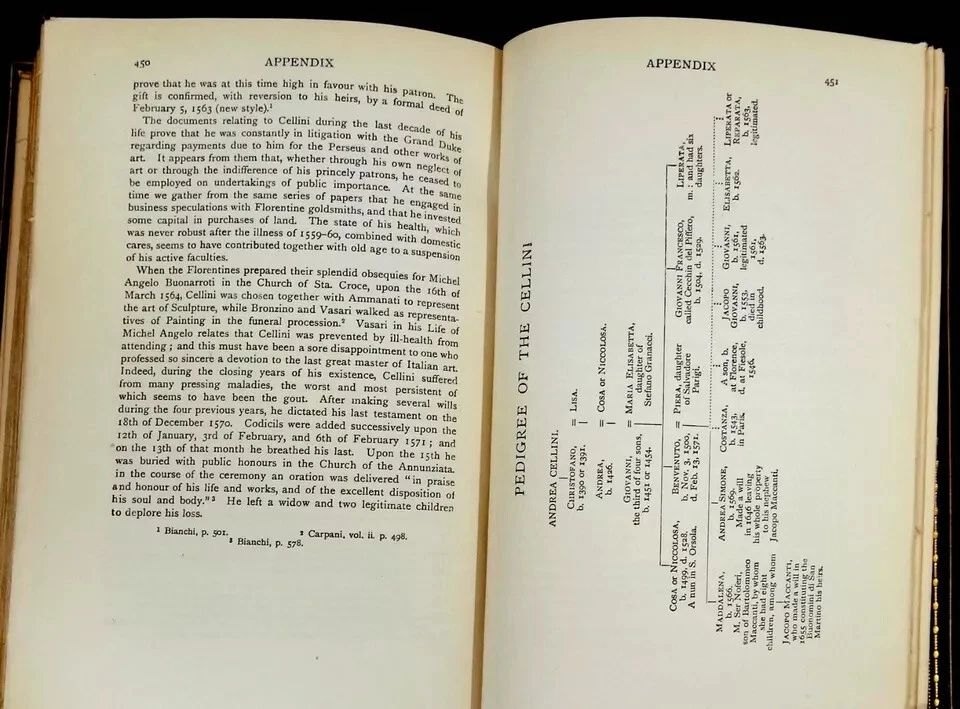 450
APPENDIX
prove that he was at this time high in favour with his patron. The
gift is confirmed, with reversion to his heirs, by a formal deed of
February 5, 1563 (new style).¹
The documents relating to Cellini during the last decade of his
life prove that he was constantly in litigation with the Grand Duke
regarding payments due to him for the Perseus and other works of
art. It appears from them that, whether through his own neglect of
art or through the indifference of his princely patrons, he ceased to
be employed on undertakings of public importance. At the same
time we gather from the same series of papers that he engaged in
business speculations with Florentine goldsmiths, and that he invested
some capital in purchases of land. The state of his health, which
was never robust after the illness of 1559-60, combined with domestic
cares, seems to have contributed together with old age to a suspension
of his active faculties.
When the Florentines prepared their splendid obsequies for Michel
Angelo Buonarroti in the Church of Sta. Croce, upon the 16th of
March 1564, Cellini was chosen together with Ammanati to represent
the art of Sculpture, while Bronzino and Vasari walked as representa-
tives of Painting in the funeral procession.² Vasari in his Life of
Michel Angelo relates that Cellini was prevented by ill-health from
attending ; and this must have been a sore disappointment to one who
professed so sincere a devotion to the last great master of Italian art.
Indeed, during the closing years of his existence, Cellini suffered
from many pressing maladies, the worst and most persistent of
which seems to have been the gout. After making several wills
during the four previous years, he dictated his last testament on the
18th of December 1570. Codicils were added successively upon the
12th of January, 3rd of February, and 6th of February 1571 ; and
on the 13th of that month he breathed his last. Upon the 15th he
was buried with public honours in the Church of the Annunziata.
in the course of the ceremony an oration was delivered "in praise
and honour of his life and works, and of the excellent disposition of
his soul and body."³ He left a widow and two legitimate children
to deplore his loss.
¹ Bianchi, p. 501. ² Carpani, vol. ii. p. 498.
³ Bianchi, p. 578.
APPENDIX
451
PEDIGREE OF THE CELLINI
ANDREA CELLINI.
CHRISTOFANO, = LISA.
b. 1390 or 1391.
ANDREA, = COSA or NICCOLOSA.
b. 1426.
GIOVANNI, = MARIA ELISABETTA,
the third of four sons, daughter of
b. 1451 or 1454. Stefano Granacci.
COSA or NICCOLOSA,
b. 1499, d. 1528.
A nun in S. Orsola.
BENVENUTO, = PIERA, daughter
b. Nov. 3, 1500, of Salvadore
d. Feb. 13, 1571. Parigi.
GIOVANNI FRANCESCO,
called Cecchin del Piffero,
b. 1504, d. 1529.
LIPERATA,
m. : and had six
daughters.
MADDALENA,
b. 1566.
M. Ser Noferi,
son of Bartolommeo
Maccanti, by whom
she had eight
children, among whom
JACOPO MACCANTI,
who made a will in
1655 constituting the
Buonomini di San
Martino his heirs.
ANDREA SIMONE,
b. 1569.
Made a will
in 1646 leaving
his whole property
to his nephew
Jacopo Maccanti.
COSTANZA,
b. 1543,
in Paris.
A son, b.
at Florence,
d. at Fiesole,
1546.
JACOPO
GIOVANNI,
b. 1553,
died in
childhood.
GIOVANNI,
b. 1561,
legitimated
1561,
d. 1563.
ELISABETTA,
b. 1562.
LIPERATA or
REPARATA,
b. 1563,
legitimated.